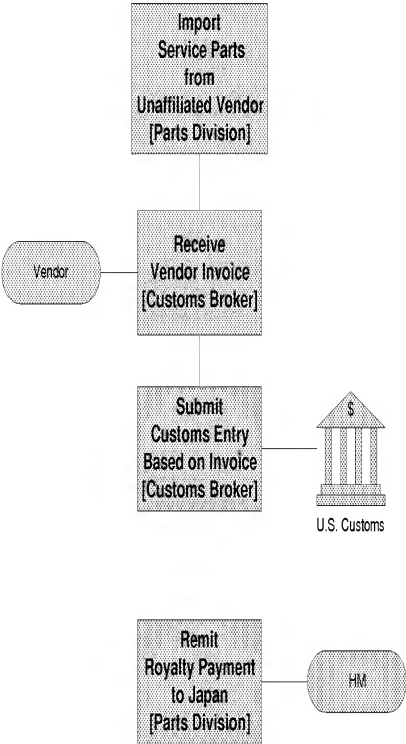 Import
Service Parts
from
Unaffiliated Vendor
[Parts Division]
Receive
Vendor Invoice
[Customs Broker]
Vendor
Submit
Customs Entry
Based on Invoice
[Customs Broker]
$
U.S. Customs
Remit
Royalty Payment
to Japan
[Parts Division]
HM